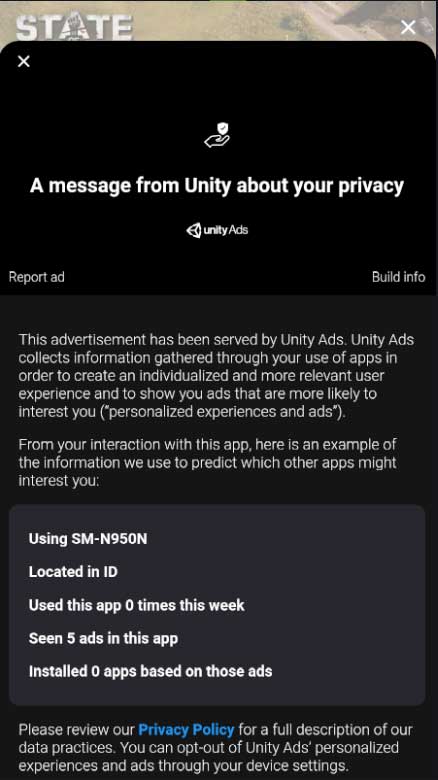 STATE
A message from Unity about your privacy
unity Ads
Report ad
Build info
This advertisement has been served by Unity Ads. Unity Ads
collects information gathered through your use of apps in
order to create an individualized and more relevant user
experience and to show you ads that are more likely to
interest you (“personalized experiences and ads”).
From your interaction with this app, here is an example of
the information we use to predict which other apps might
interest you:
Using SM-N950N
Located in ID
Used this app 0 times this week
Seen 5 ads in this app
Installed 0 apps based on those ads
Please review our Privacy Policy for a full description of our
data practices. You can opt-out of Unity Ads’ personalized
experiences and ads through your device settings.